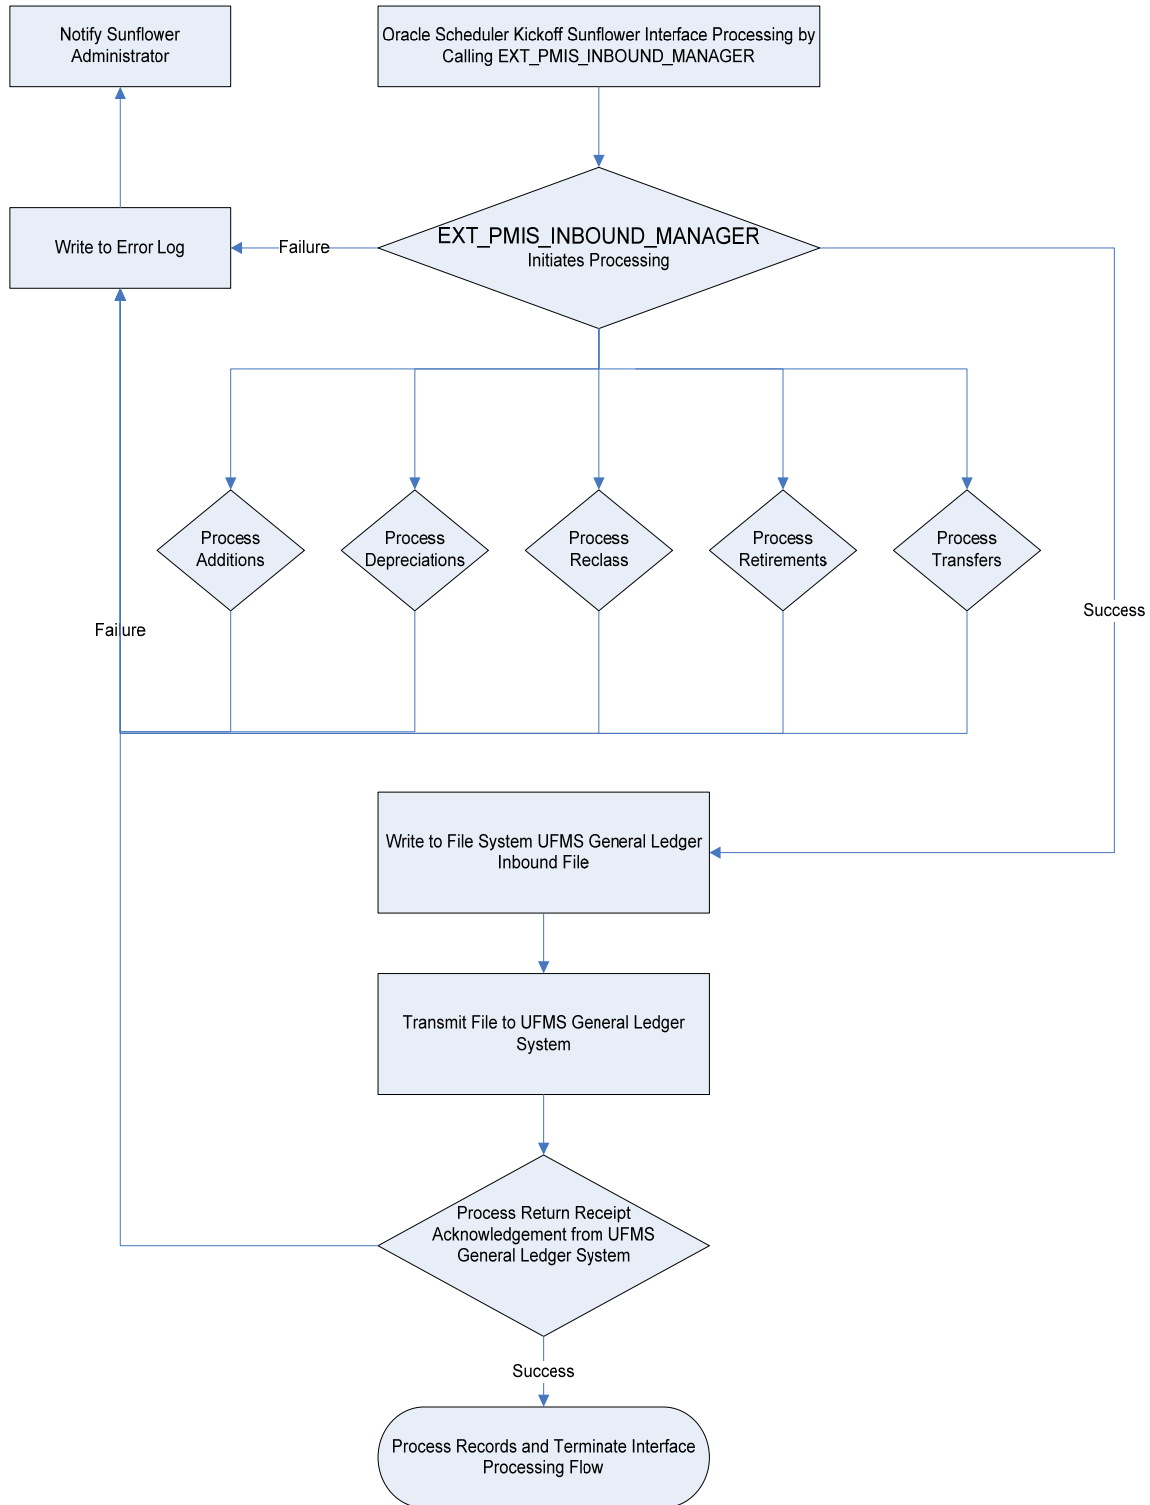 Notify Sunflower
Administrator
Oracle Scheduler Kickoff Sunflower Interface Processing by
Calling EXT_PMIS_INBOUND_MANAGER
Write to Error Log
Failure
EXT_PMIS_INBOUND_MANAGER
Initiates Processing
Process
Additions
Process
Depreciations
Process
Reclass
Process
Retirements
Process
Transfers
Failure
Success
Write to File System UFMS General Ledger
Inbound File
Transmit File to UFMS General Ledger
System
Process Return Receipt
Acknowledgement from UFMS
General Ledger System
Success
Process Records and Terminate Interface
Processing Flow